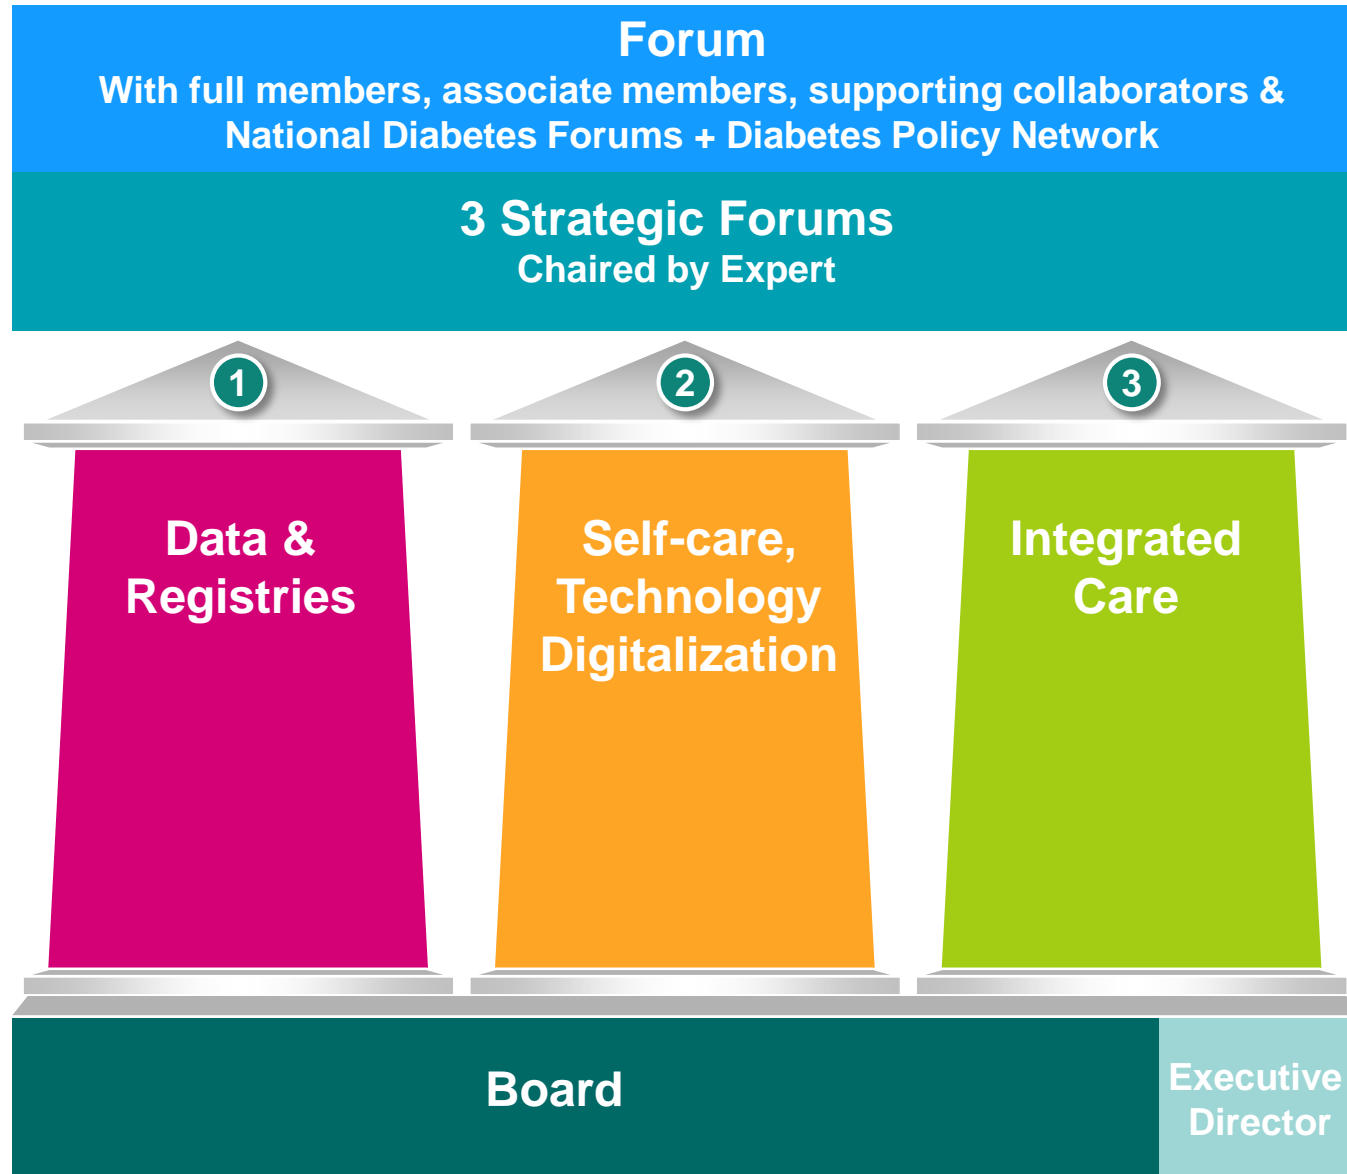 Forum
With full members, associate members, supporting collaborators &
National Diabetes Forums + Diabetes Policy Network
3 Strategic Forums
Chaired by Expert
1
2
3
Data &
Registries
Self-care,
Technology
Digitalization
Integrated
Care
Board
Executive
Director